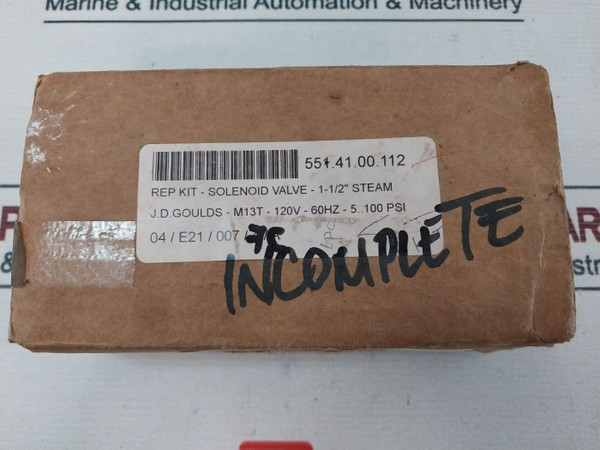 Marine & Industrial Automation & Machinery
551.41.00.112
REP KIT - SOLENOID VALVE - 1-1/2" STEAM
J.D.GOULDS - M13T - 120V - 60HZ - 5..100 PSI
04 / E21 / 007
INCOMPLETE